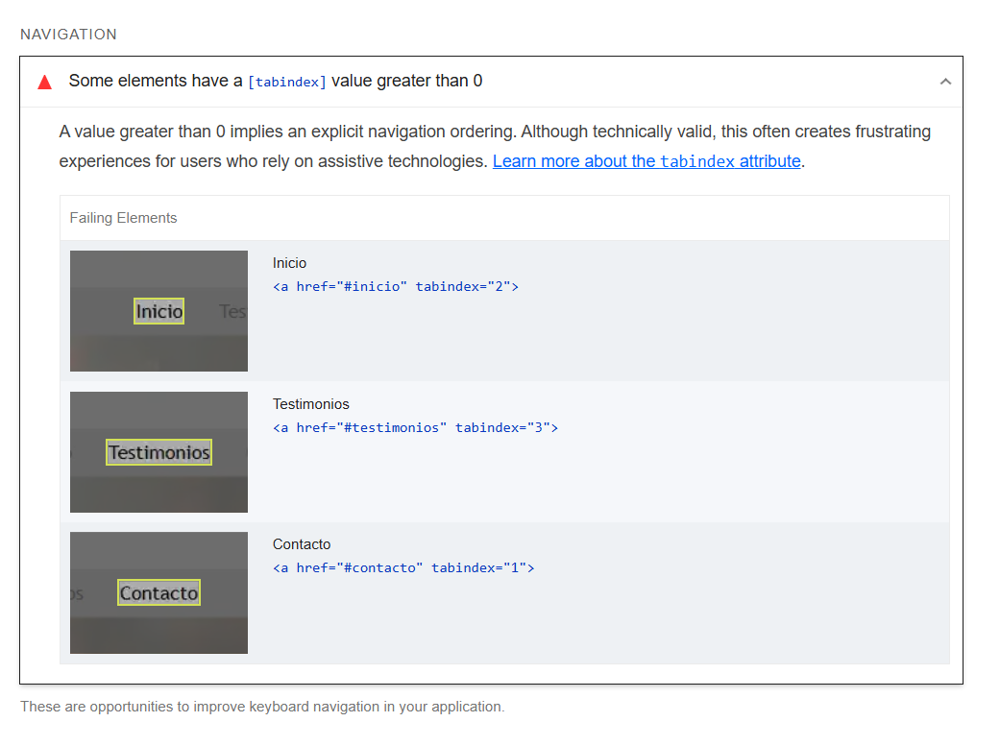 NAVIGATION
Some elements have a [tabindex] value greater than 0
A value greater than 0 implies an explicit navigation ordering. Although technically valid, this often creates frustrating
experiences for users who rely on assistive technologies. Learn more about the tabindex attribute.
Failing Elements
Inicio
<a href="#inicio" tabindex="2">
Inicio Tes
Testimonios
<a href="#testimonios" tabindex="3">
Testimonios
Contacto
<a href="#contacto" tabindex="1">
os Contacto
These are opportunities to improve keyboard navigation in your application.